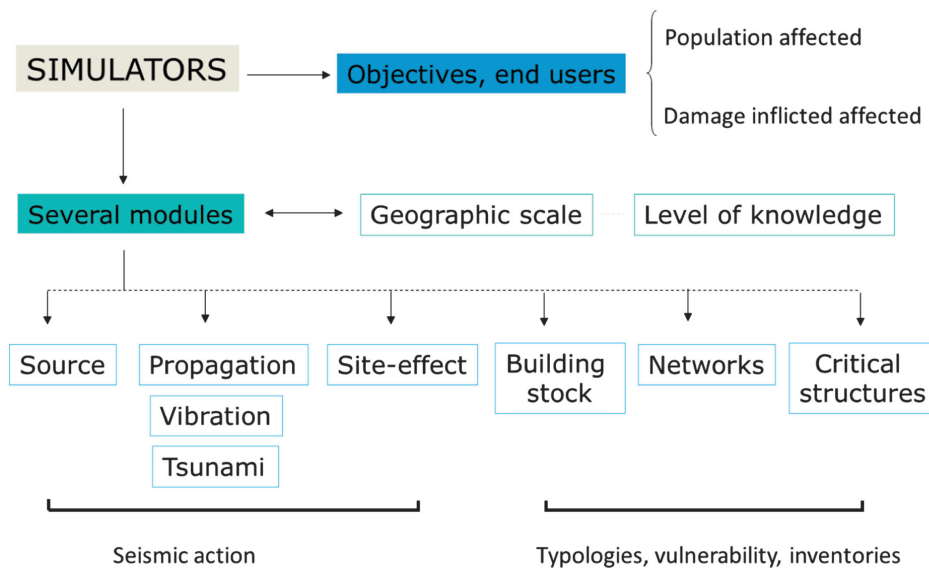 SIMULATORS
Objectives, end users
Population affected
Damage inflicted affected
Several modules
Geographic scale
Level of knowledge
Source
Propagation
Vibration
Tsunami
Site-effect
Building
stock
Networks
Critical
structures
Seismic action
Typologies, vulnerability, inventories